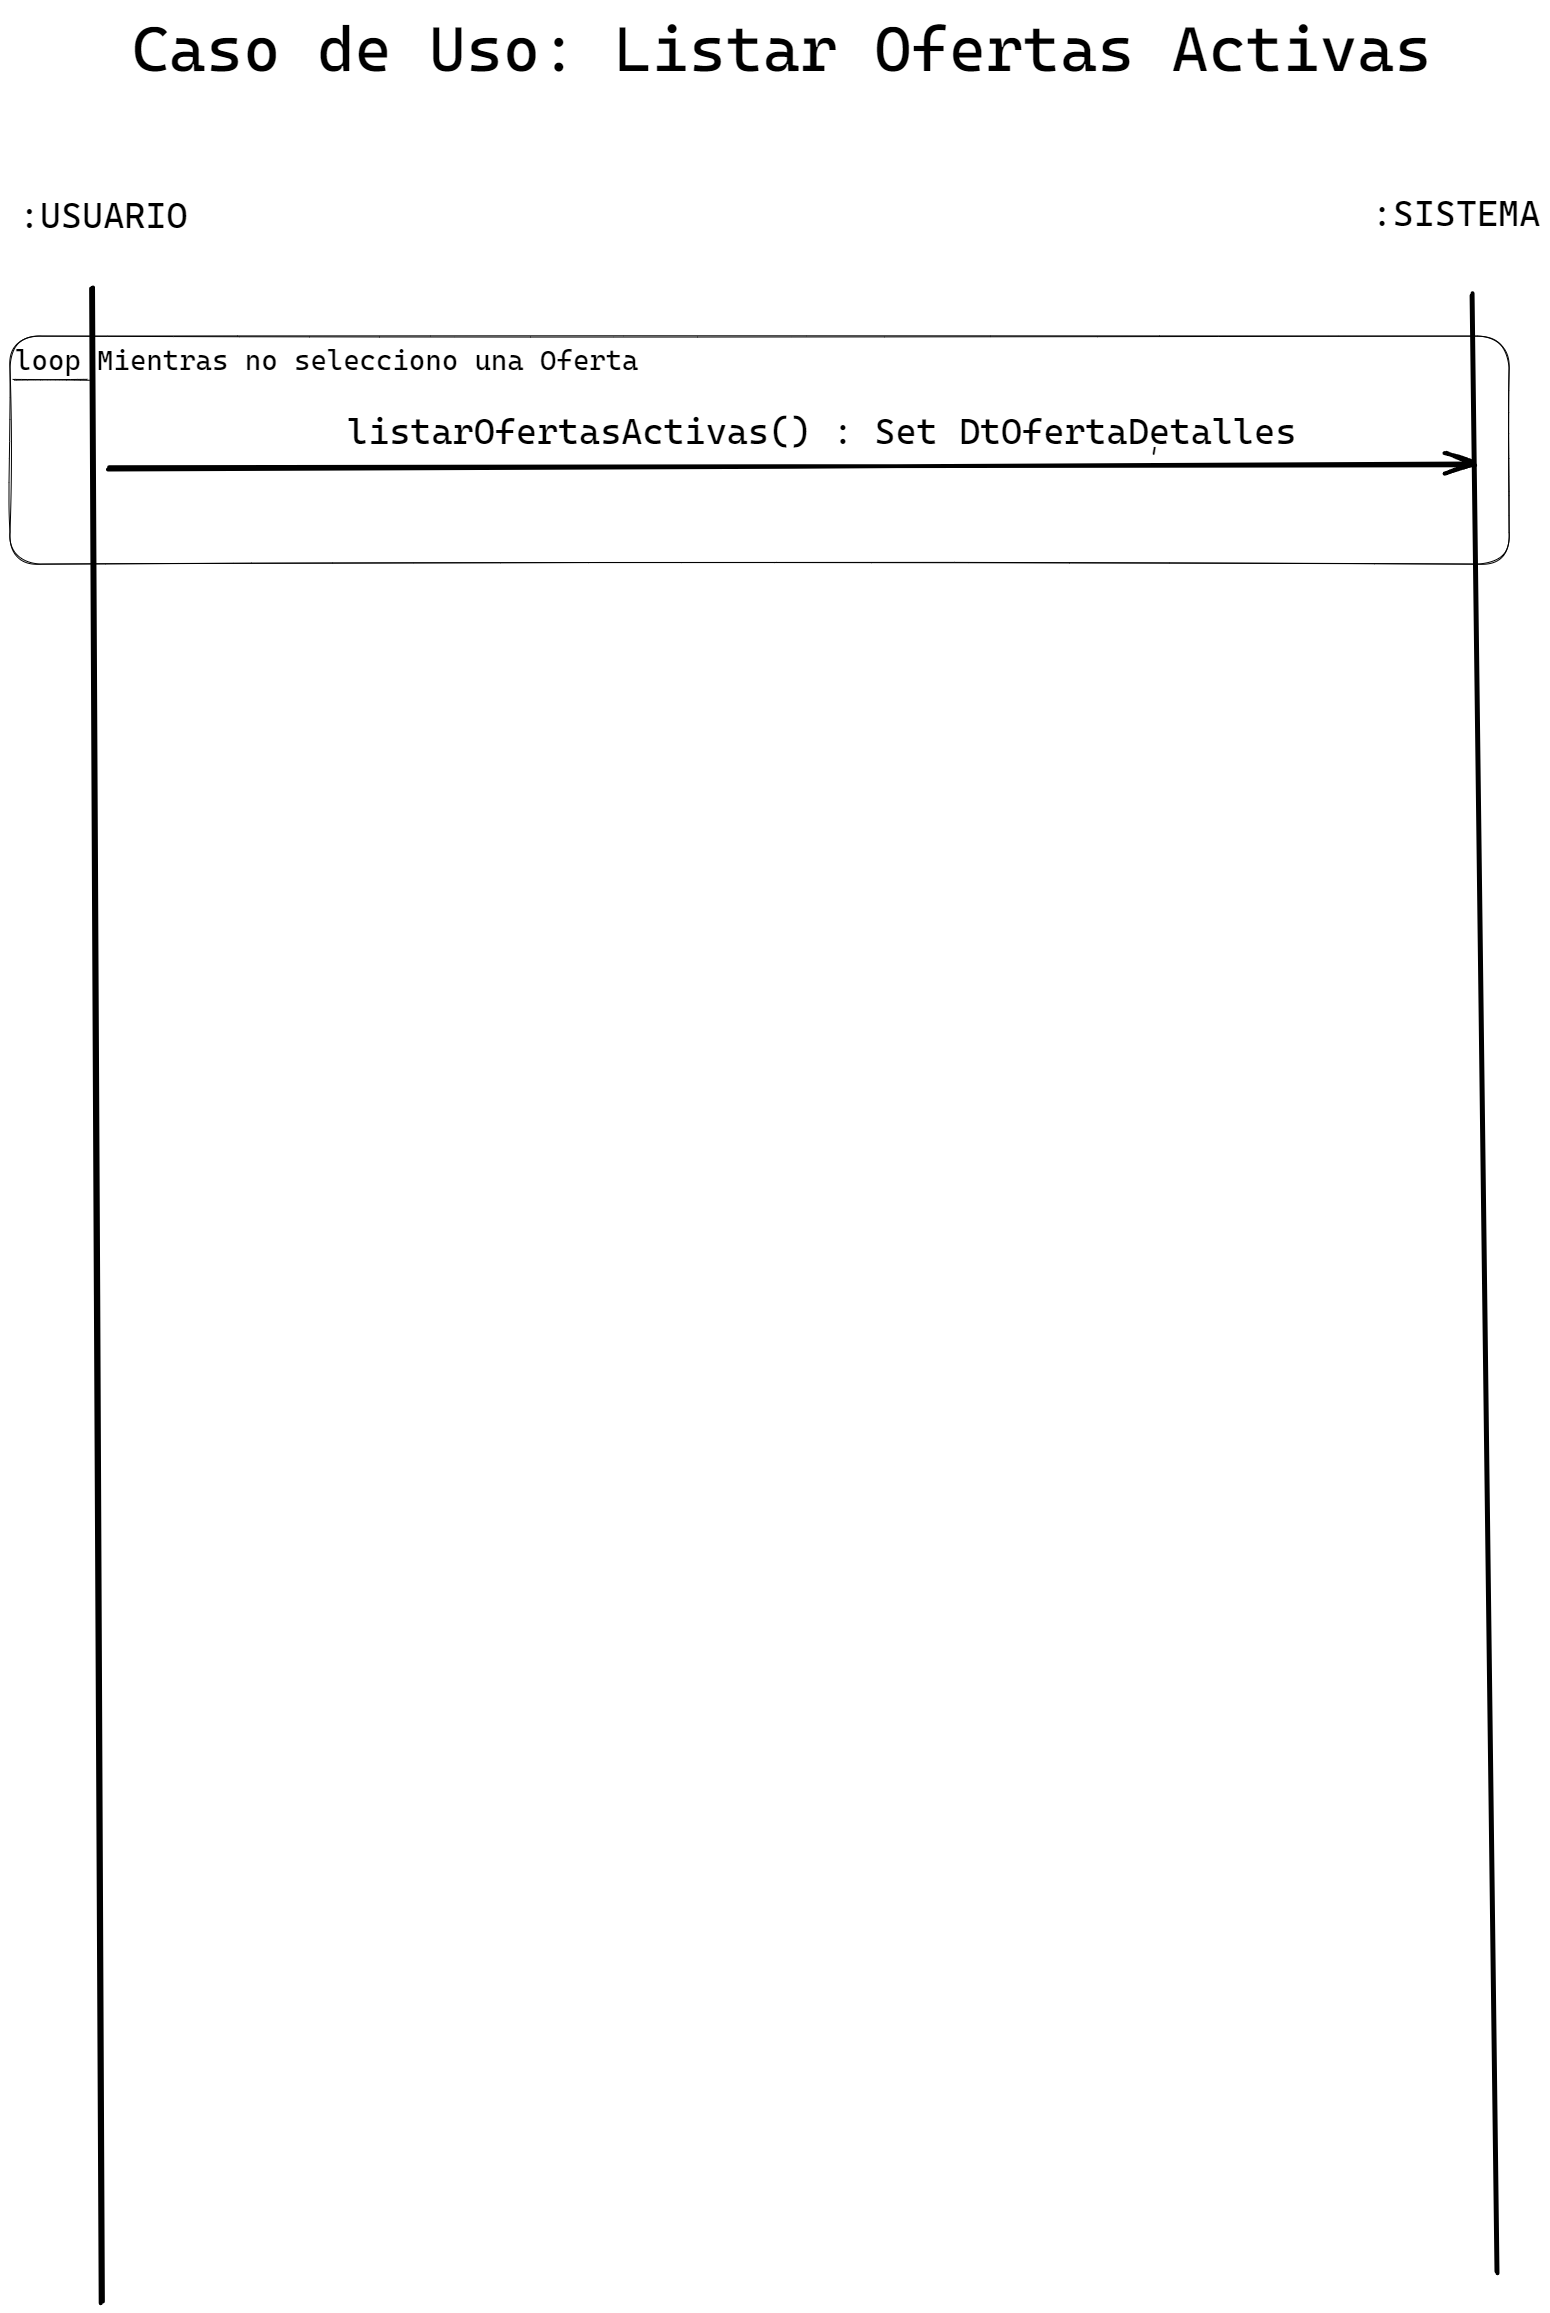 Caso de Uso: Listar Ofertas Activas
:USUARIO
:SISTEMA
loop Mientras no selecciono una Oferta
listarOfertasActivas() : Set DtOfertaDetalles